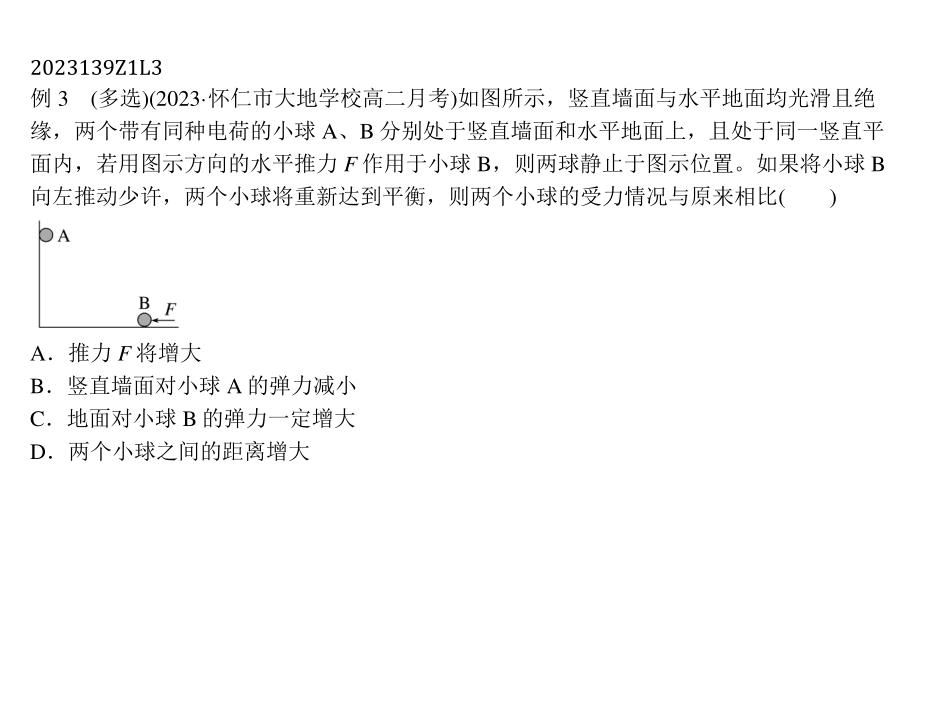 2023139Z1L3
例 3 (多选)(2023·怀仁市大地学校高二月考)如图所示，竖直墙面与水平地面均光滑且绝
缘，两个带有同种电荷的小球 A、B 分别处于竖直墙面和水平地面上，且处于同一竖直平
面内，若用图示方向的水平推力 F 作用于小球 B，则两球静止于图示位置。如果将小球 B
向左推动少许，两个小球将重新达到平衡，则两个小球的受力情况与原来相比(  )
A
B
F
A．推力 F 将增大
B．竖直墙面对小球 A 的弹力减小
C．地面对小球 B 的弹力一定增大
D．两个小球之间的距离增大